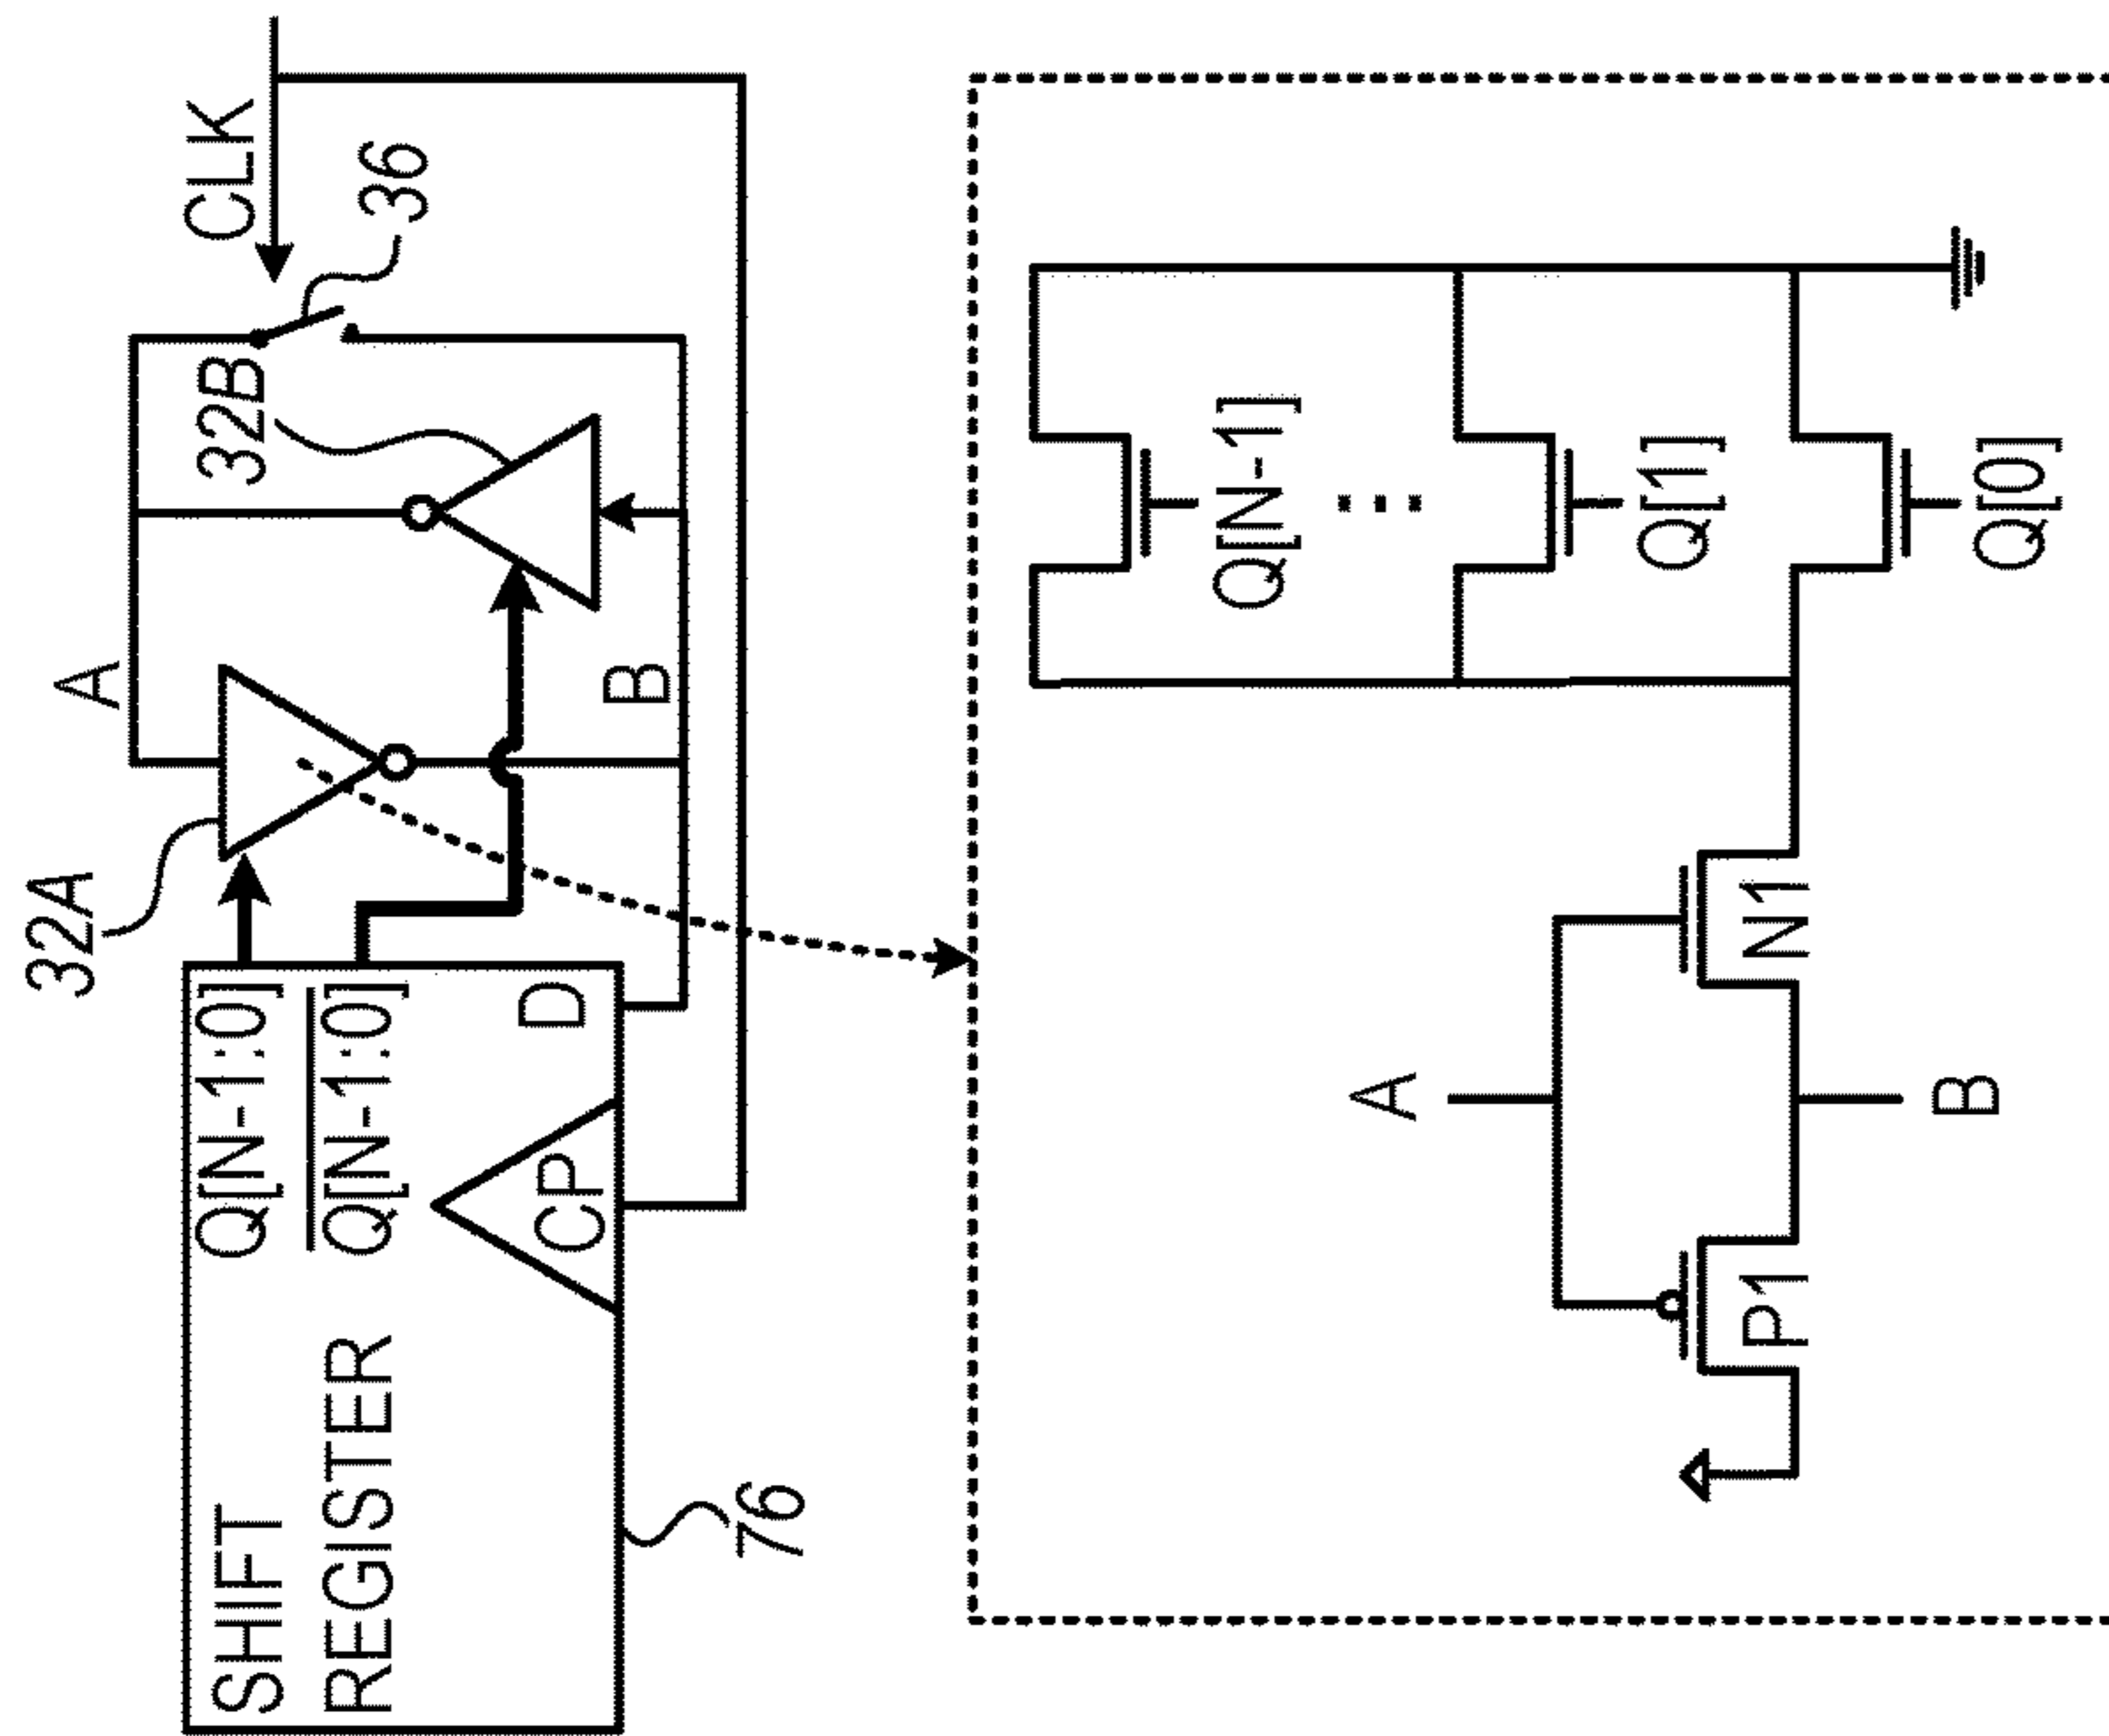 SHIFT
REGISTER
Q[N-1:0]
Q[N-1:0]
CP
D
76
32A
A
B
32B
36
CLK
A
B
P1
N1
Q[N-1]
Q[1]
Q[0]